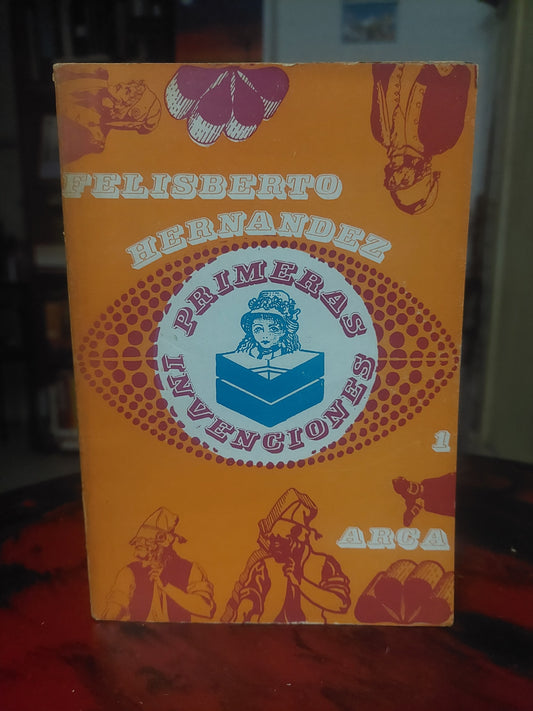 FELISBERTO
HERNANDEZ
PRIMERAS
INVENCIONES
1
ARCA